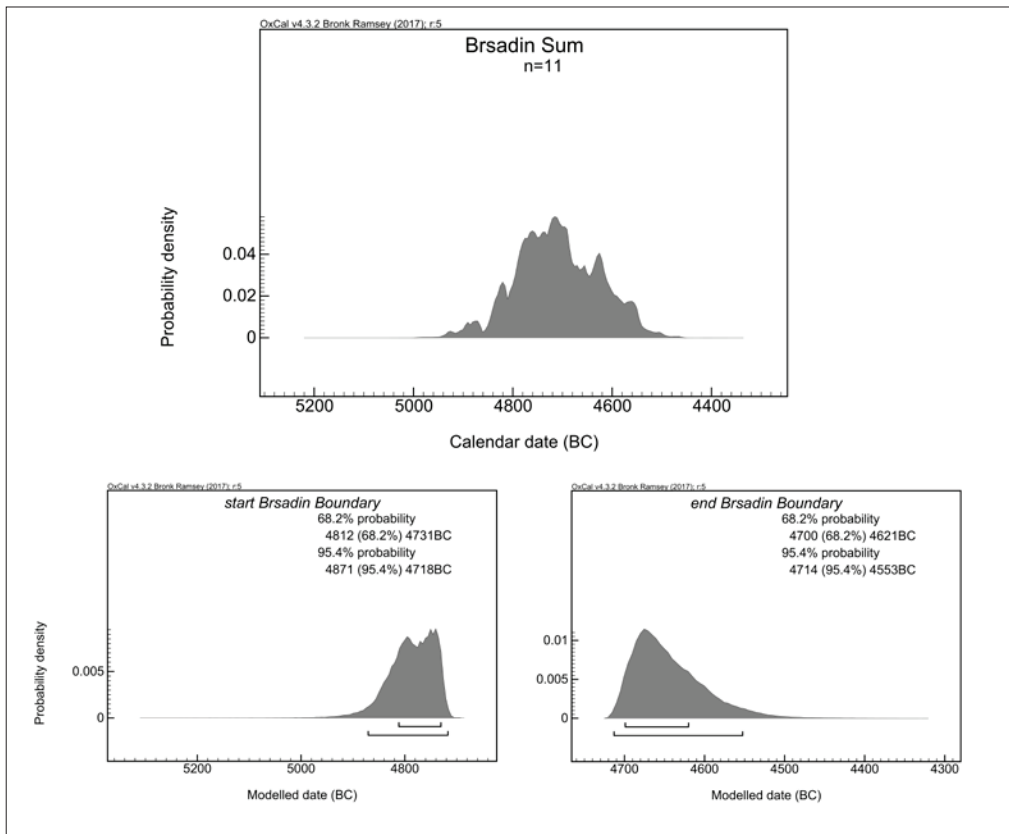 OxCal v4.3.2 Bronk Ramsey (2017); r:5
Brsadin Sum
n=11
Probability density
0.04
0.02
0
5200 5000 4800 4600 4400
Calendar date (BC)
OxCal v4.3.2 Bronk Ramsey (2017); r:5
start Brsadin Boundary
68.2% probability
4812 (68.2%) 4731BC
95.4% probability
4871 (95.4%) 4718BC
Probability density
0.005
0
5200 5000 4800
Modelled date (BC)
OxCal v4.3.2 Bronk Ramsey (2017); r:5
end Brsadin Boundary
68.2% probability
4700 (68.2%) 4621BC
95.4% probability
4714 (95.4%) 4553BC
0.01
0.005
0
4700 4600 4500 4400 4300
Modelled date (BC)